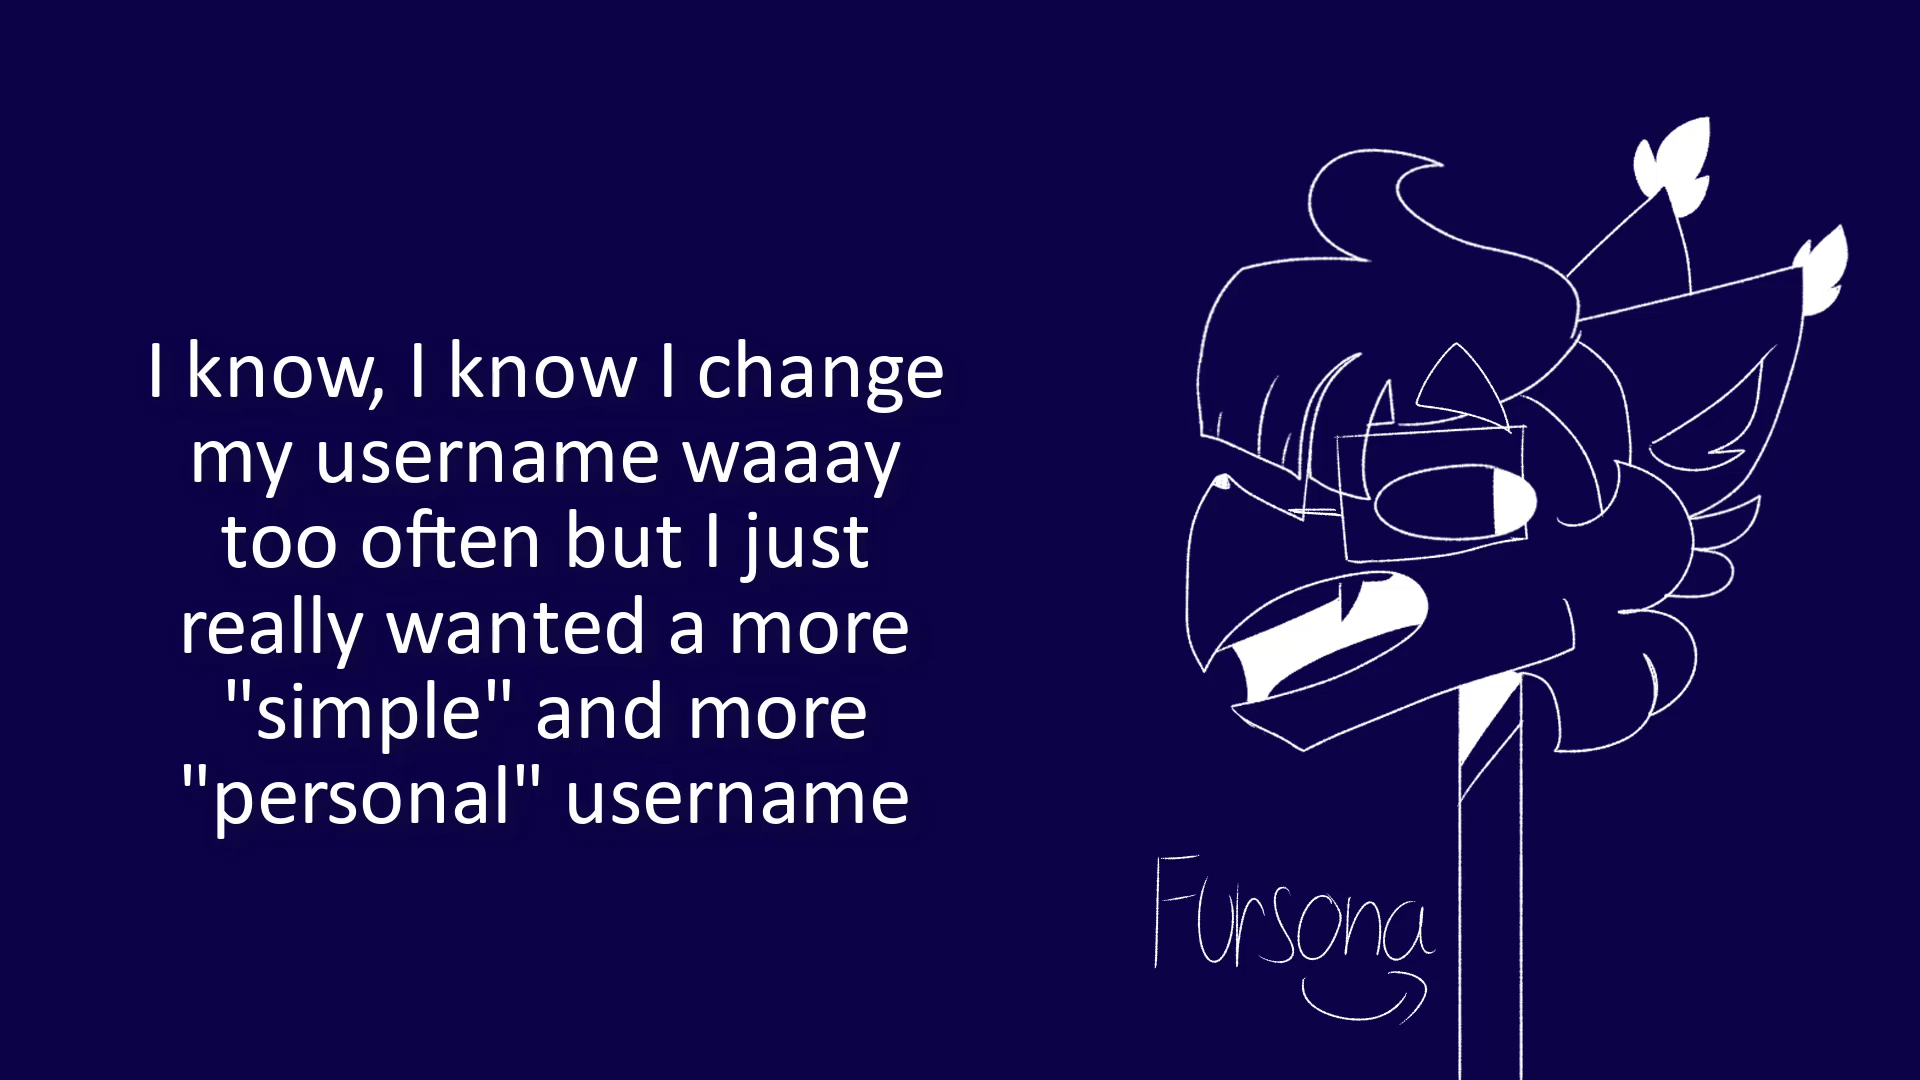 I know, I know I change
my username waaay
too often but I just
really wanted a more
"simple" and more
"personal" username
Fursona